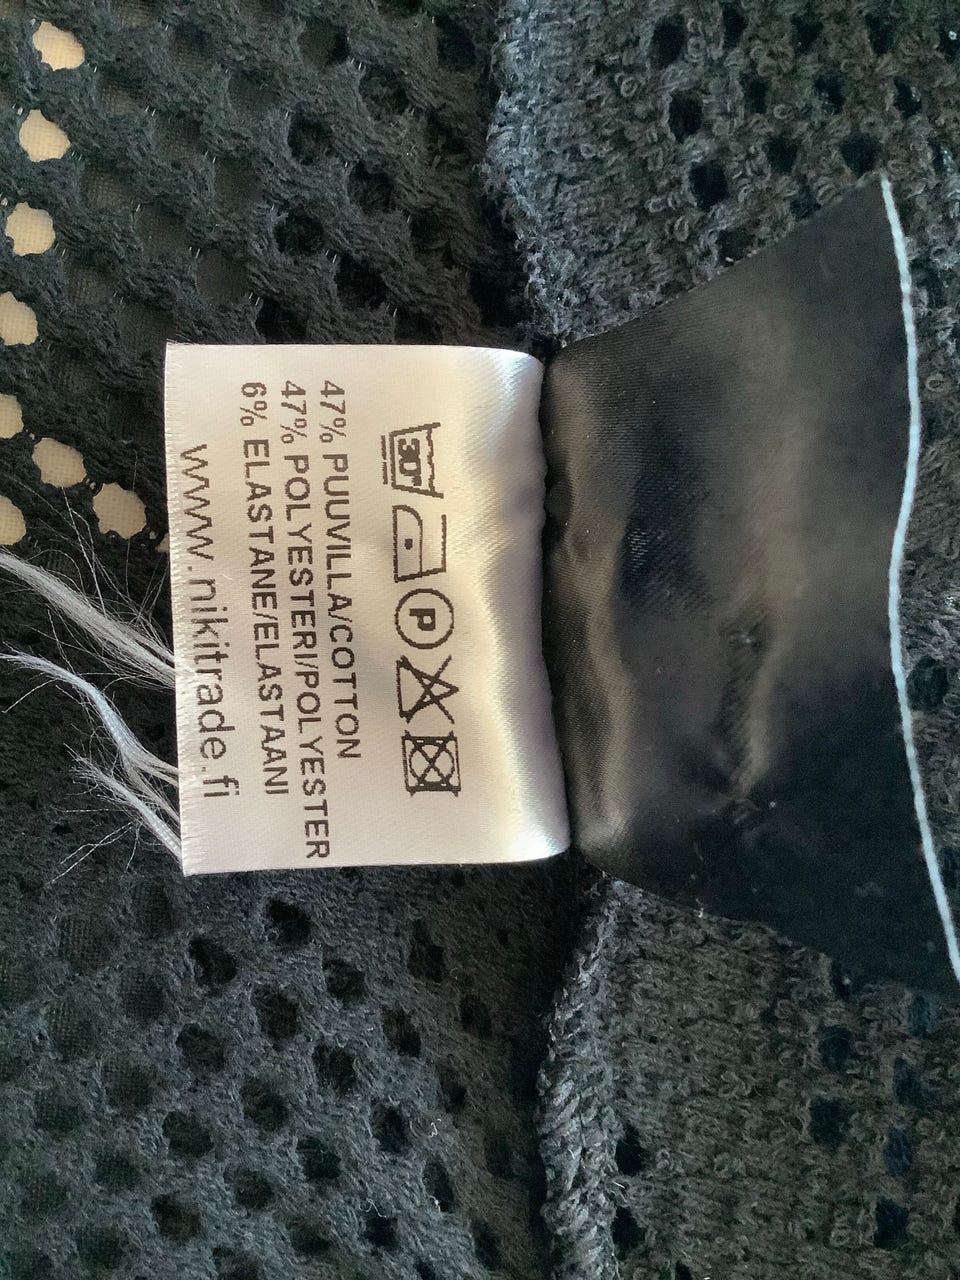 30°
P
47% PUUVILLA/COTTON
47% POLYESTERI/POLYESTER
6% ELASTANE/ELASTAANI
www.nikitrade.fi